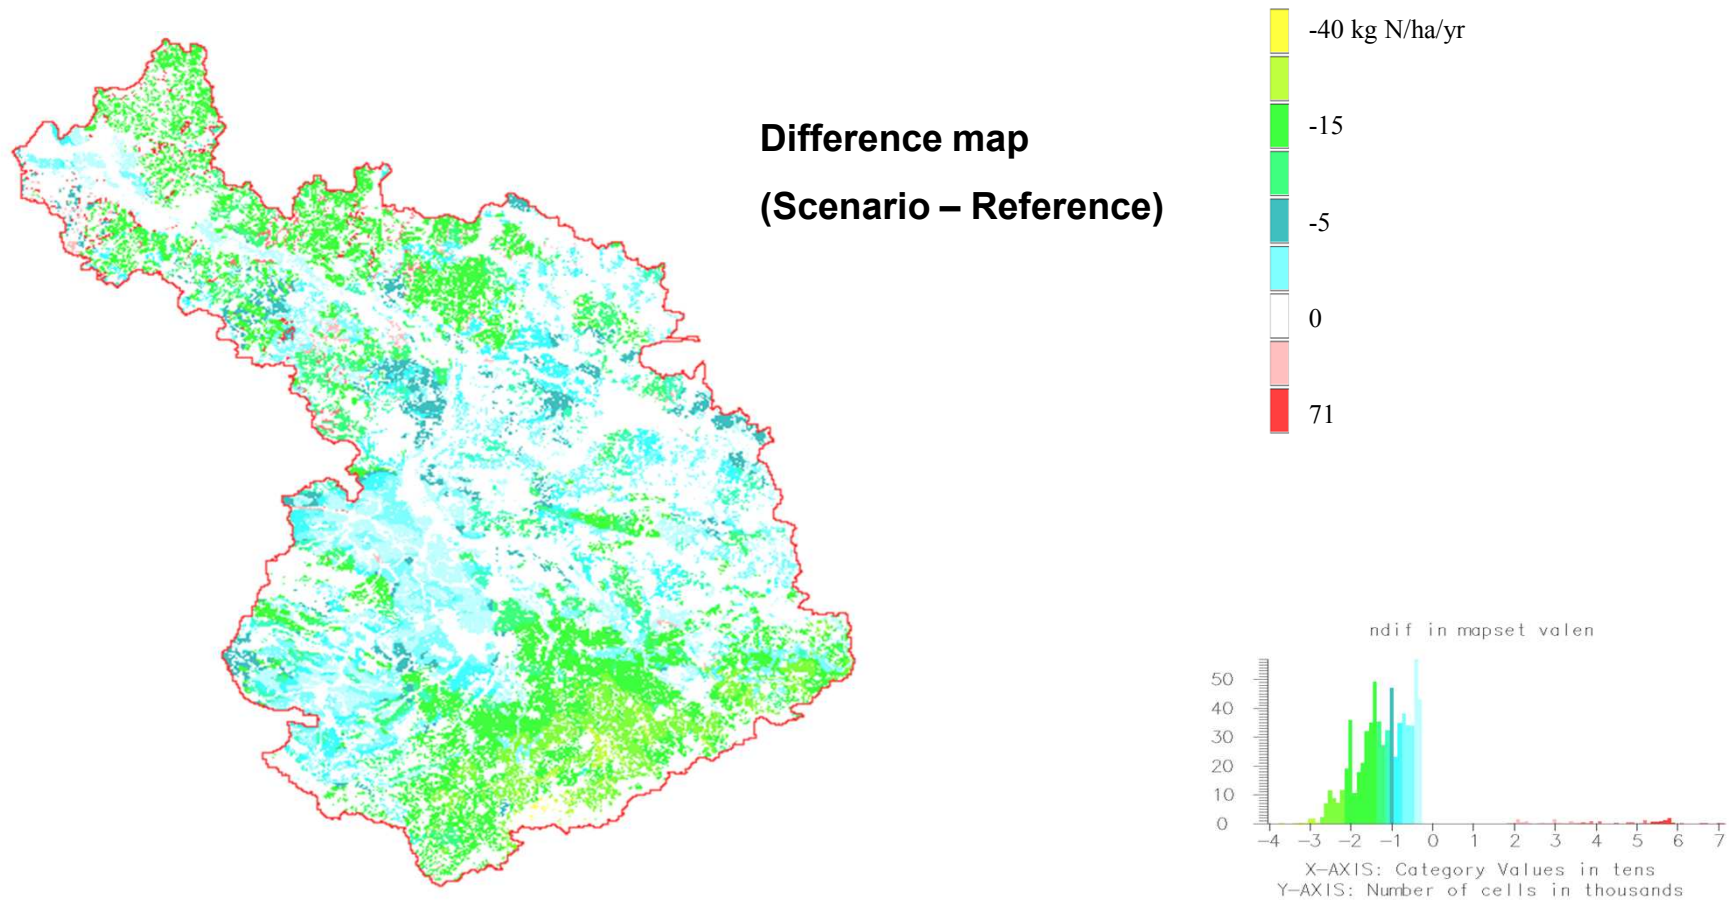 -40 kg N/ha/yr
Difference map
-15
(Scenario – Reference)
-5
0
71
ndif in mapset valen
50
40
30
20
10
0
-4 -3 -2 -1 0 1 2 3 4 5 6 7
X-AXIS: Category Values in tens
Y-AXIS: Number of cells in thousands